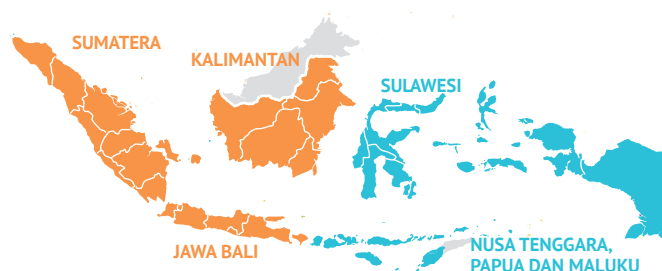 SUMATERA
KALIMANTAN
SULAWESI
JAWA BALI
NUSA TENGGARA,
PAPUA DAN MALUKU